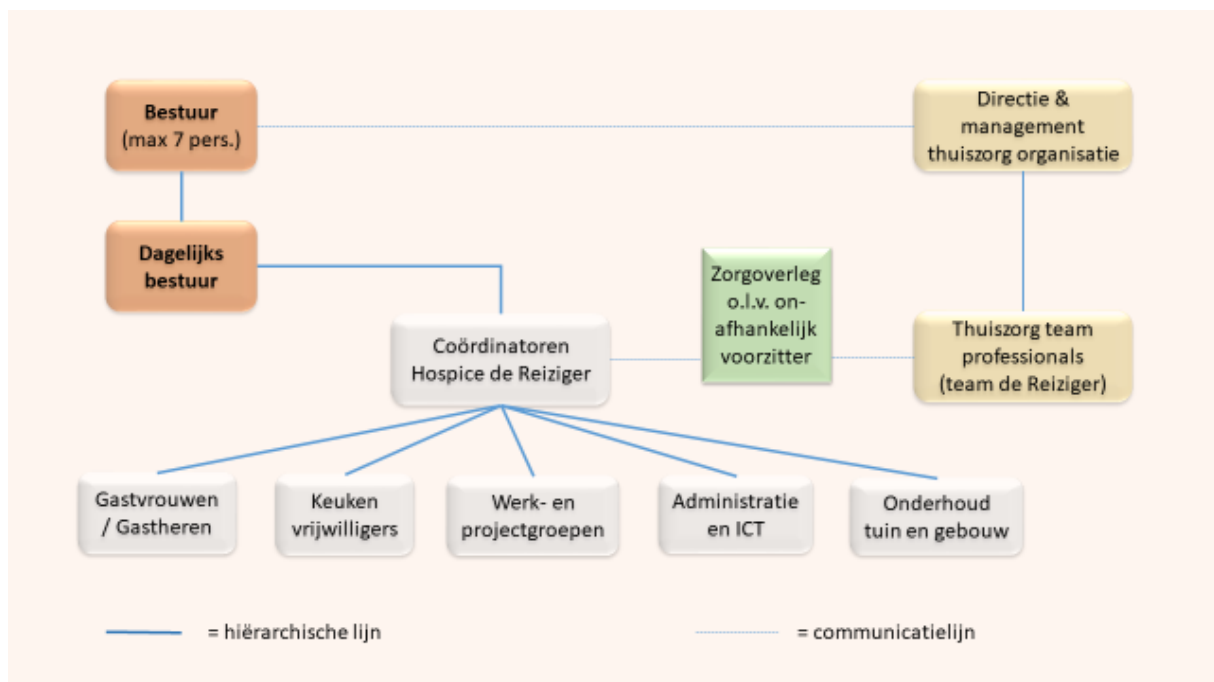 Bestuur
(max 7 pers.)
Directie &
management
thuiszorg organisatie
Dagelijks
bestuur
Zorgoverleg
o.l.v. on-
afhankelijk
voorzitter
Coördinatoren
Hospice de Reiziger
Thuiszorg team
professionals
(team de Reiziger)
Gastvrouwen
/ Gastheren
Keuken
vrijwilligers
Werk- en
projectgroepen
Administratie
en ICT
Onderhoud
tuin en gebouw
= hiërarchische lijn
= communicatielijn